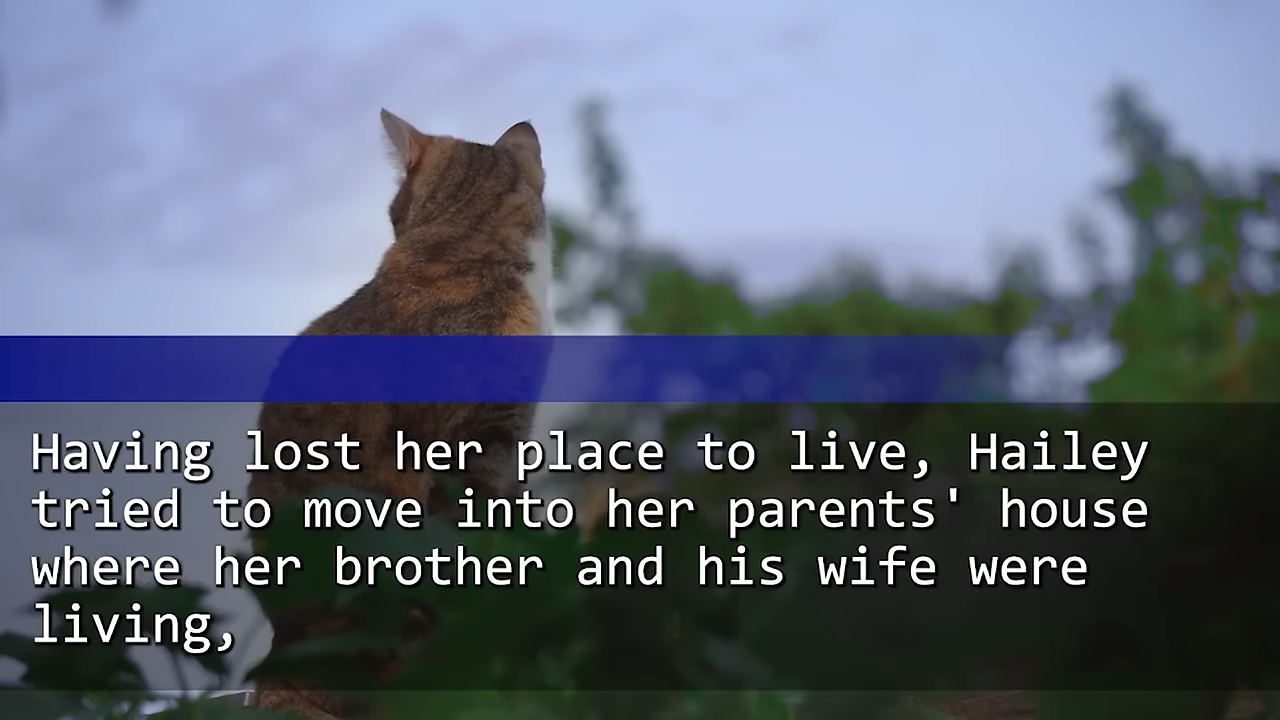 Having lost her place to live, Hailey
tried to move into her parents' house
where her brother and his wife were
living,